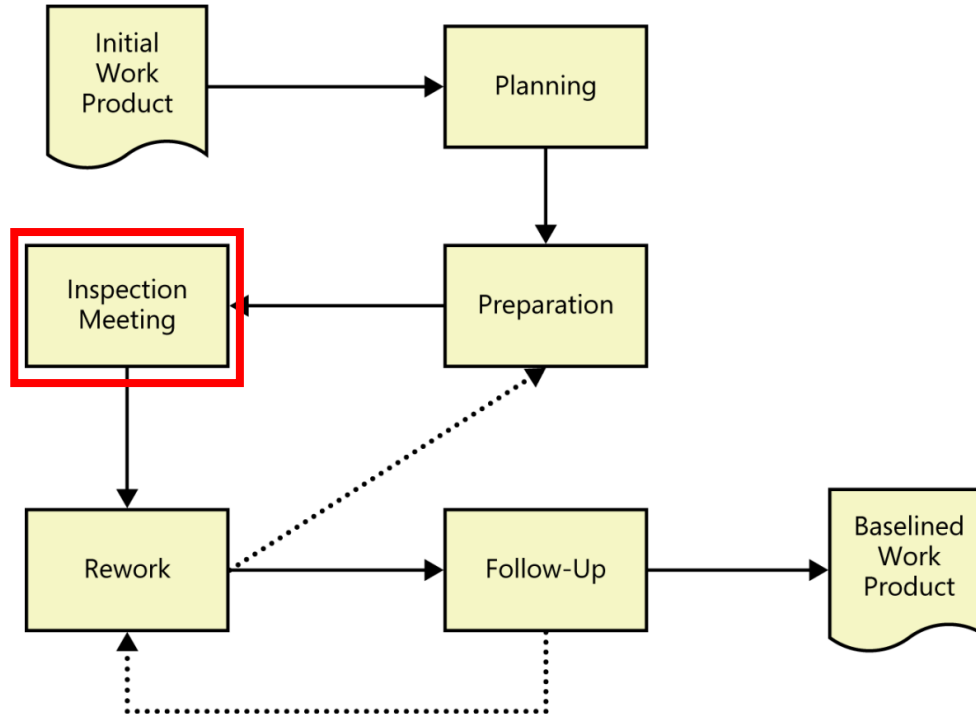 Initial
Work
Product
Planning
Inspection
Meeting
Preparation
Rework
Follow-Up
Baselined
Work
Product